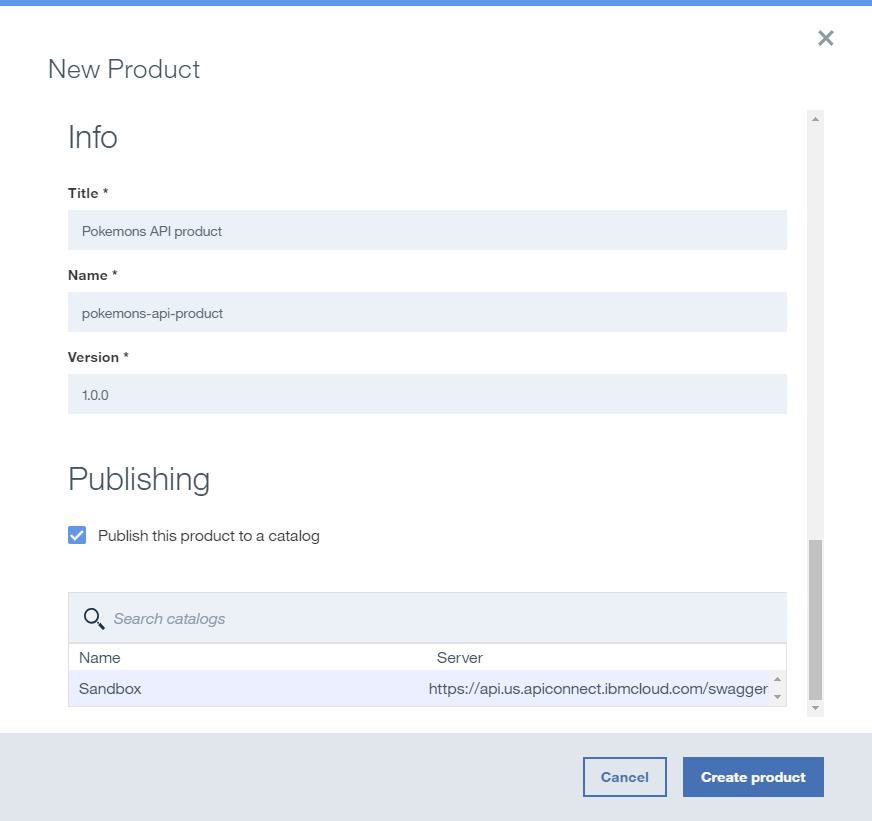 New Product
Info
Title *
Pokemons API product
Name *
pokemons-api-product
Version *
1.0.0
Publishing
Publish this product to a catalog
Search catalogs
Name Server
Sandbox https://api.us.apiconnect.ibmcloud.com/swagger
Cancel Create product